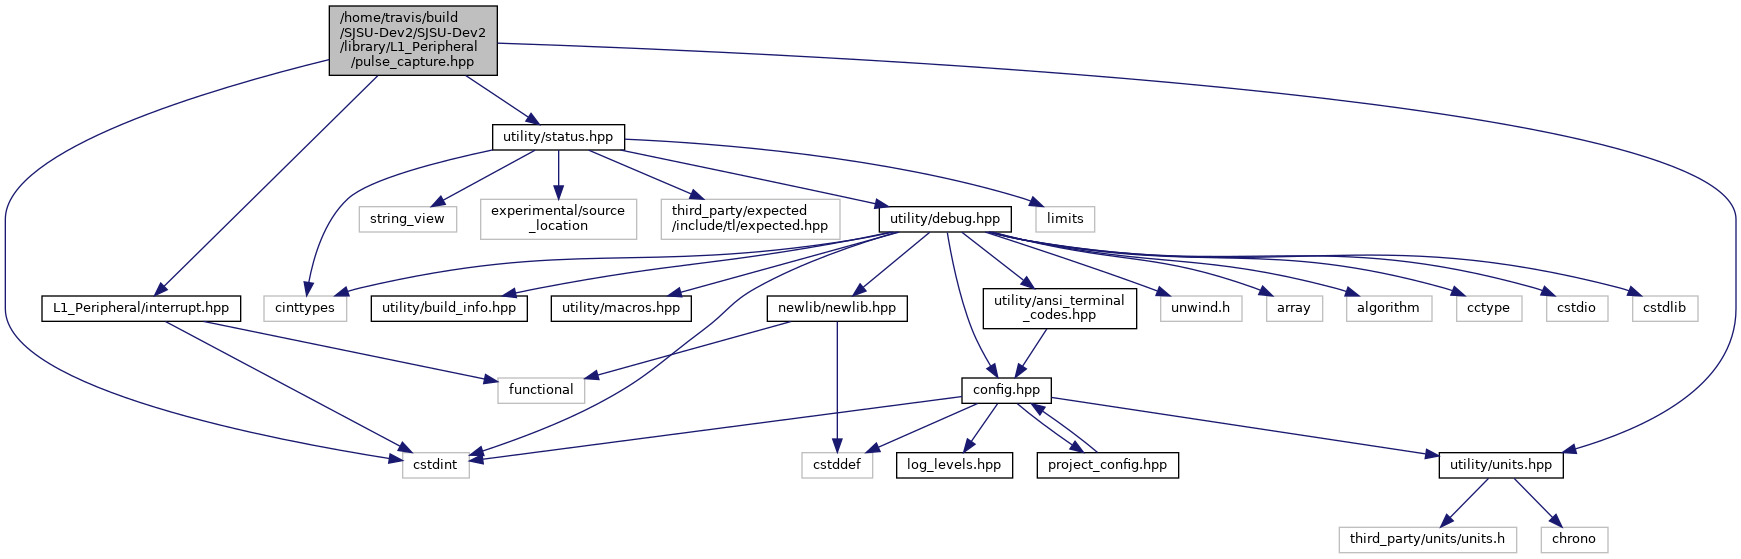 /home/travis/build
/SJSU-Dev2/SJSU-Dev2
/library/L1_Peripheral
/pulse_capture.hpp
utility/status.hpp
string_view
experimental/source
_location
third_party/expected
/include/tl/expected.hpp
utility/debug.hpp
limits
L1_Peripheral/interrupt.hpp
cinttypes
utility/build_info.hpp
utility/macros.hpp
newlib/newlib.hpp
utility/ansi_terminal
_codes.hpp
unwind.h
array
algorithm
cctype
cstdio
cstdlib
functional
config.hpp
cstdint
cstddef
log_levels.hpp
project_config.hpp
utility/units.hpp
third_party/units/units.h
chrono